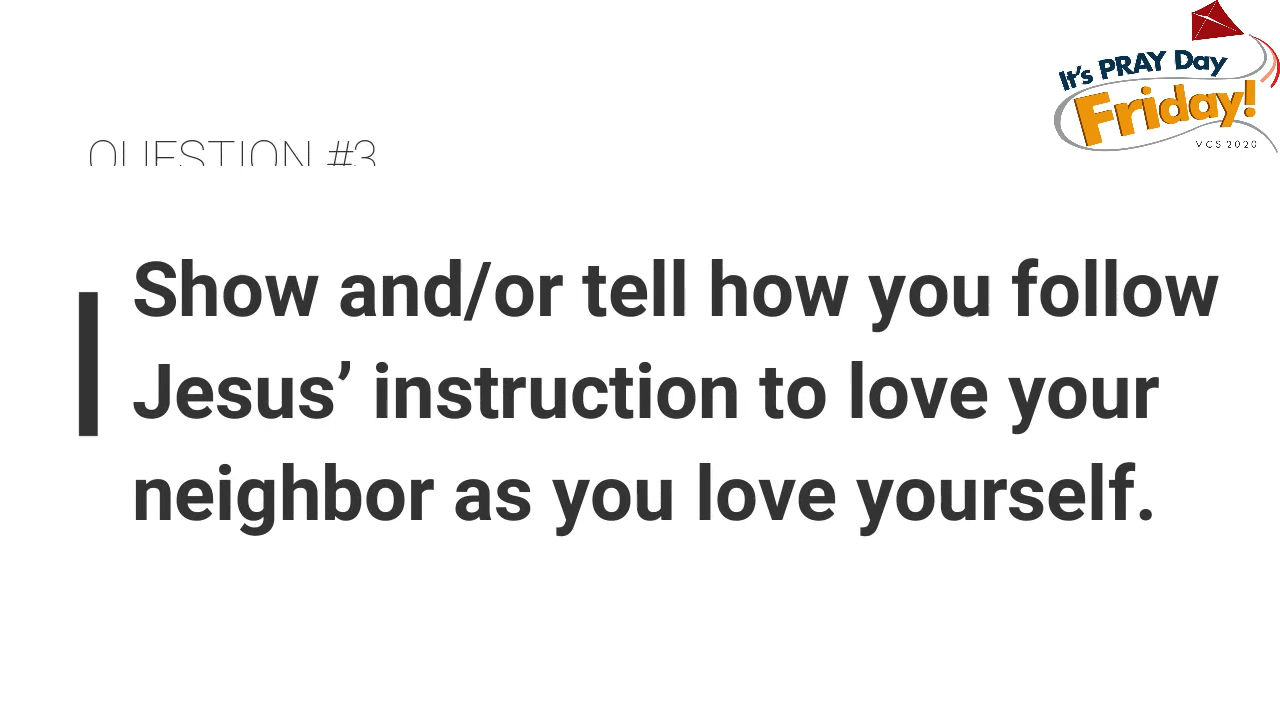 It's PRAY Day
Friday!
VCS 2020
QUESTION #3
Show and/or tell how you follow
Jesus’ instruction to love your
neighbor as you love yourself.